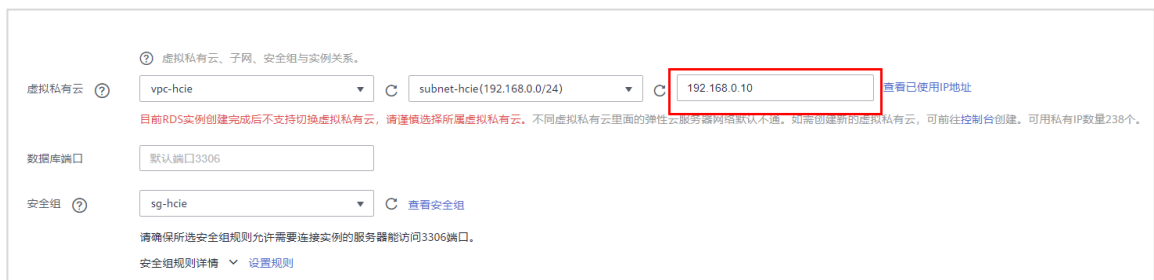 ? 虚拟私有云、子网、安全组与实例关系。
虚拟私有云 ? vpc-hcie subnet-hcie(192.168.0.0/24) 192.168.0.10 查看已使用IP地址
目前RDS实例创建完成后不支持切换虚拟私有云，请谨慎选择所属虚拟私有云。不同虚拟私有云里面的弹性云服务器网络默认不通。如需创建新的虚拟私有云，可前往控制台创建。可用私有IP数量238个。
数据库端口 默认端口3306
安全组 ? sg-hcie 查看安全组
请确保所选安全组规则允许需要连接实例的服务器能访问3306端口。
安全组规则详情 设置规则